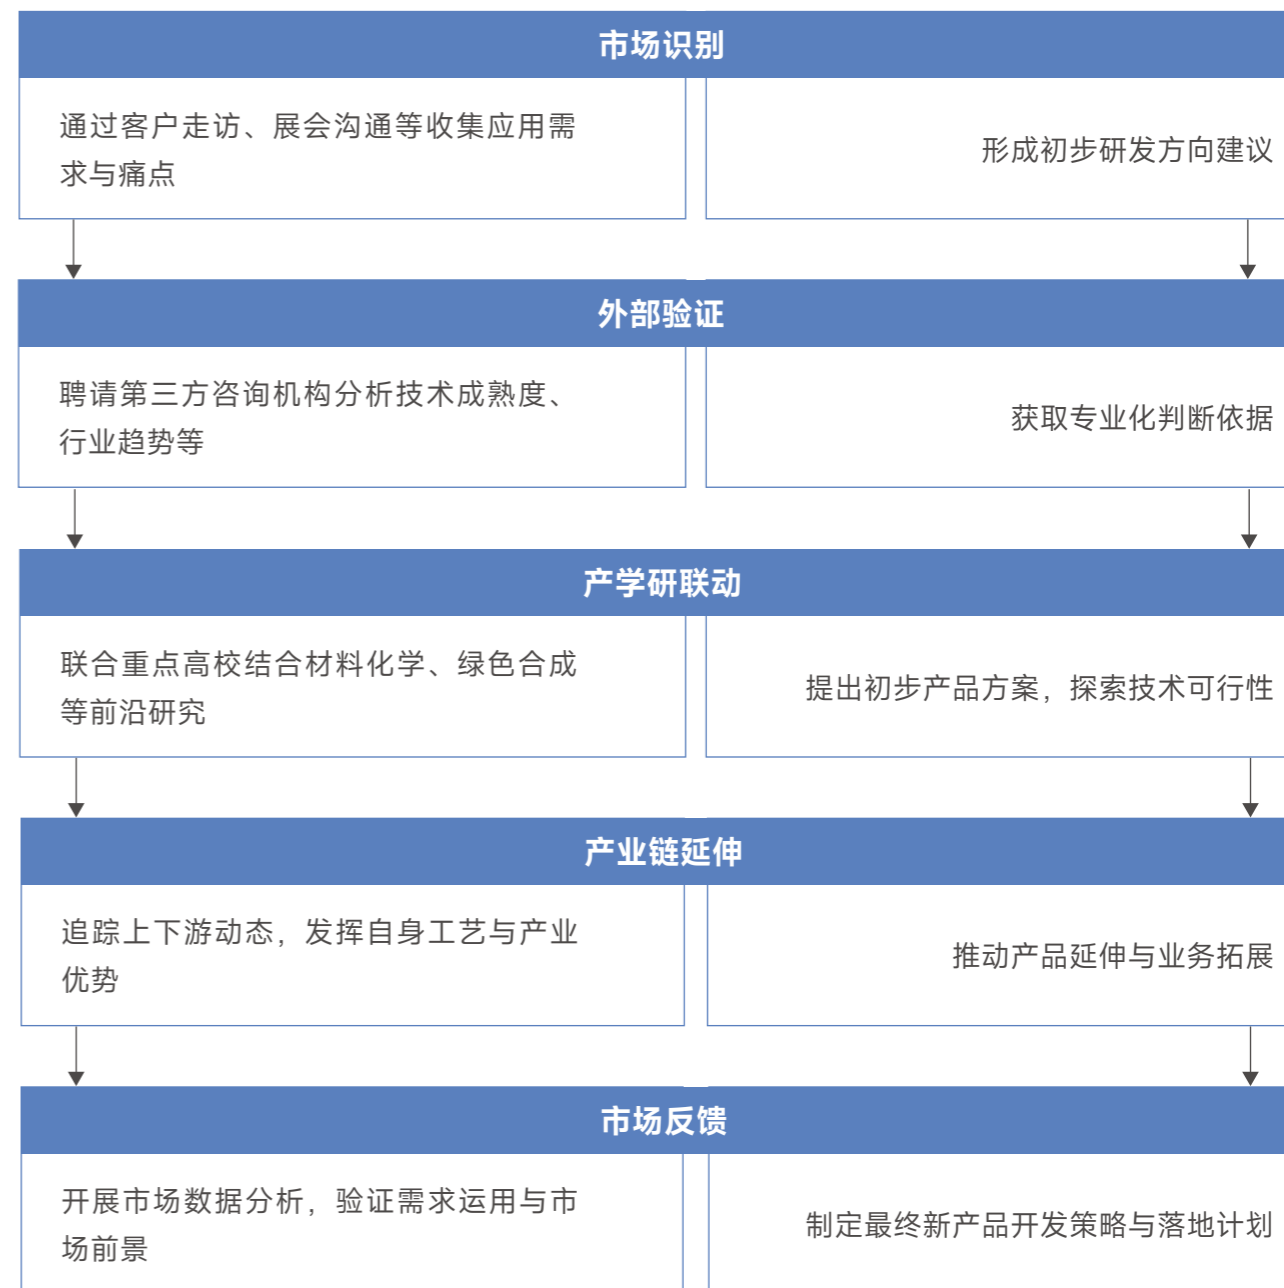 市场识别
通过客户走访、展会沟通等收集应用需
求与痛点
形成初步研发方向建议
外部验证
聘请第三方咨询机构分析技术成熟度、
行业趋势等
获取专业化判断依据
产学研联动
联合重点高校结合材料化学、绿色合成
等前沿研究
提出初步产品方案，探索技术可行性
产业链延伸
追踪上下游动态，发挥自身工艺与产业
优势
推动产品延伸与业务拓展
市场反馈
开展市场数据分析，验证需求运用与市
场前景
制定最终新产品开发策略与落地计划